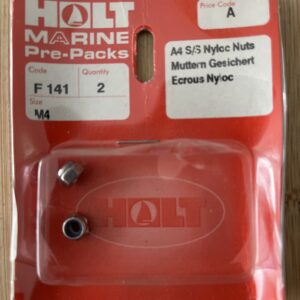 HOLT
MARINE
Pre-Packs
Price Code
A
Code
Quantity
F 141
2
Size
M4
A4 S/S Nyloc Nuts
Muttern Gesichert
Ecrous Nyloc
HOLT